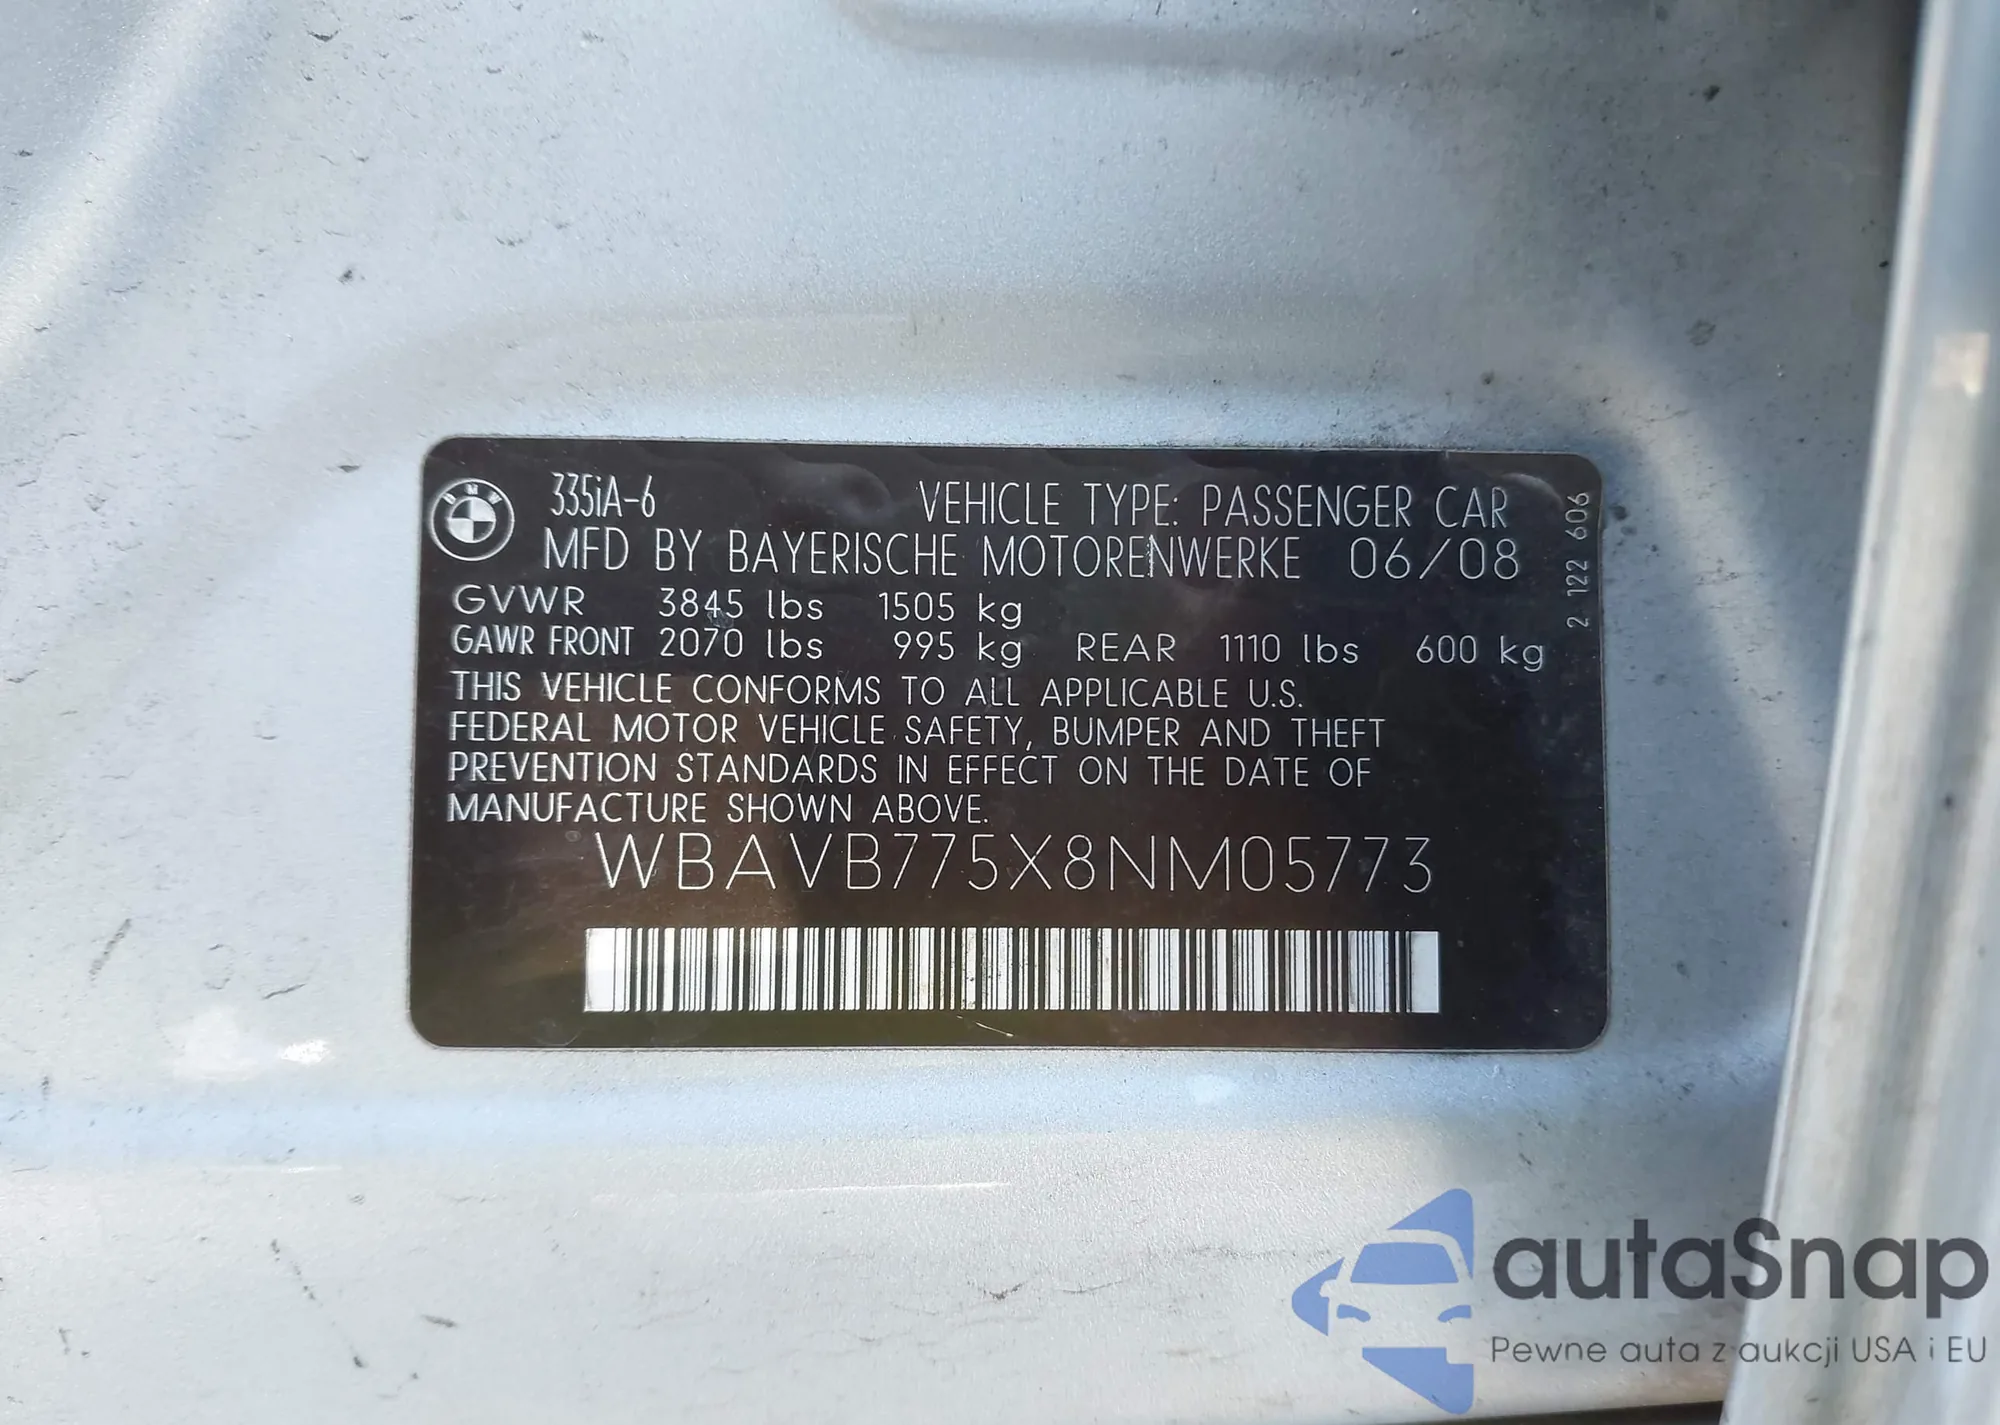 BMW
335iA-6 VEHICLE TYPE: PASSENGER CAR
MFD BY BAYERISCHE MOTORENWERKE 06/08
GVWR 3845 lbs 1505 kg
GAWR FRONT 2070 lbs 995 kg REAR 1110 lbs 600 kg
THIS VEHICLE CONFORMS TO ALL APPLICABLE U.S.
FEDERAL MOTOR VEHICLE SAFETY, BUMPER AND THEFT
PREVENTION STANDARDS IN EFFECT ON THE DATE OF
MANUFACTURE SHOWN ABOVE.
WBAVB775X8NM05773
2 122 606
autaSnap
Pewne auta z aukcji USA i EU